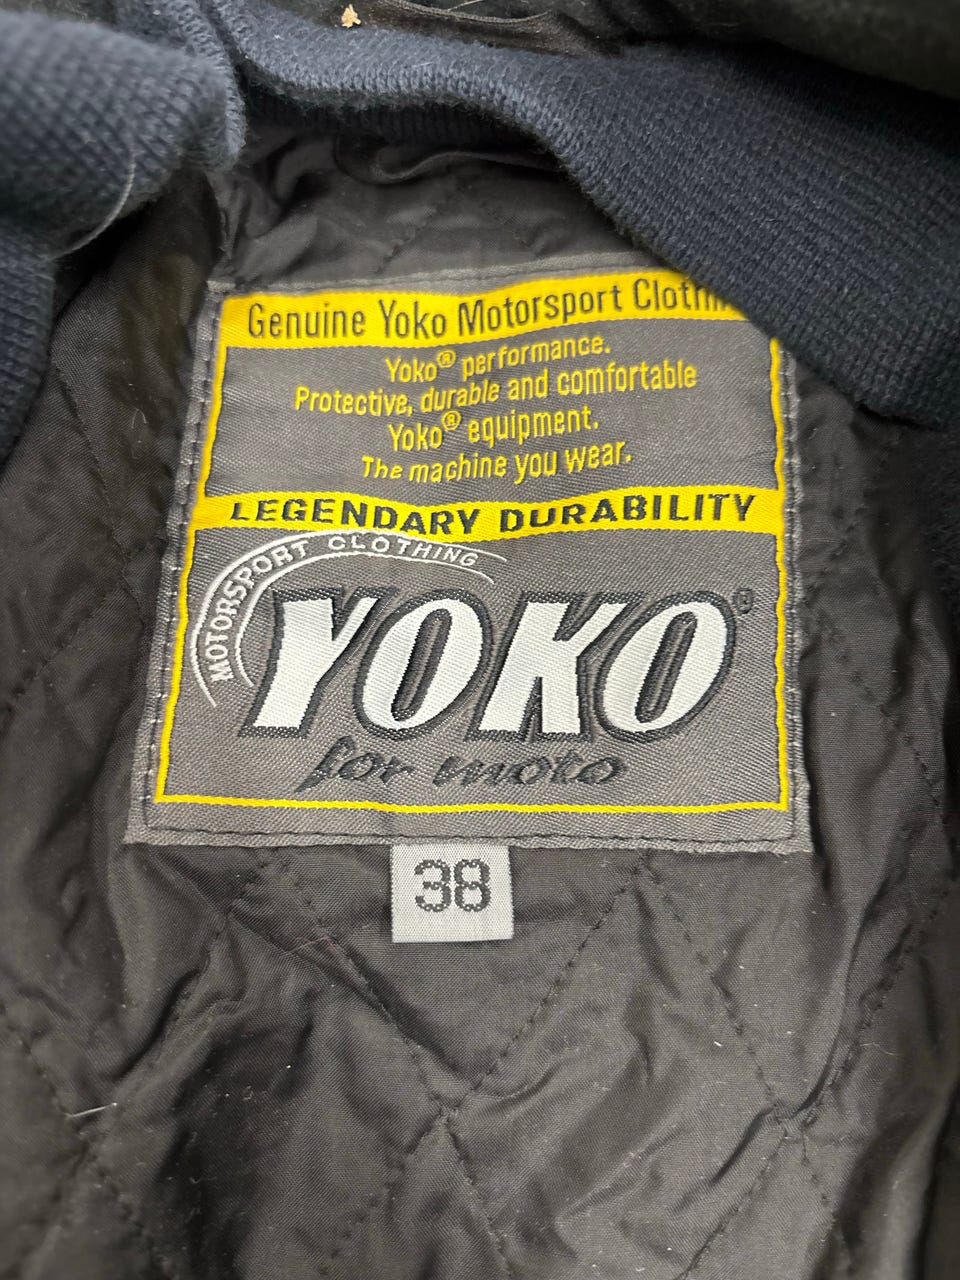 Genuine Yoko Motorsport
Yoko® performance.
Protective, durable and comfortable
Yoko® equipment.
The machine you wear.
LEGENDARY DURABILITY
MOTORSPORT CLOTHING
YOKO®
for moto
38